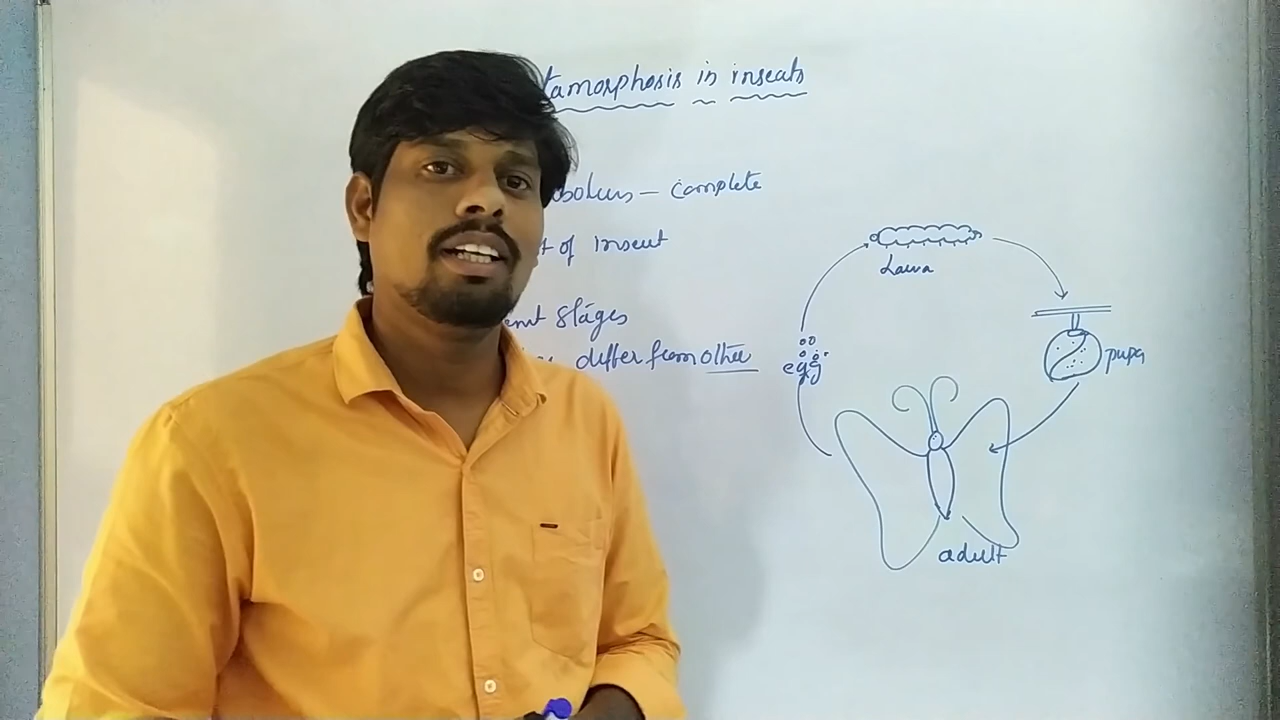 tamorphosis in insects
bolus – complete
t of insect
ent stages
differ from other
Larva
pupa
egg
adult